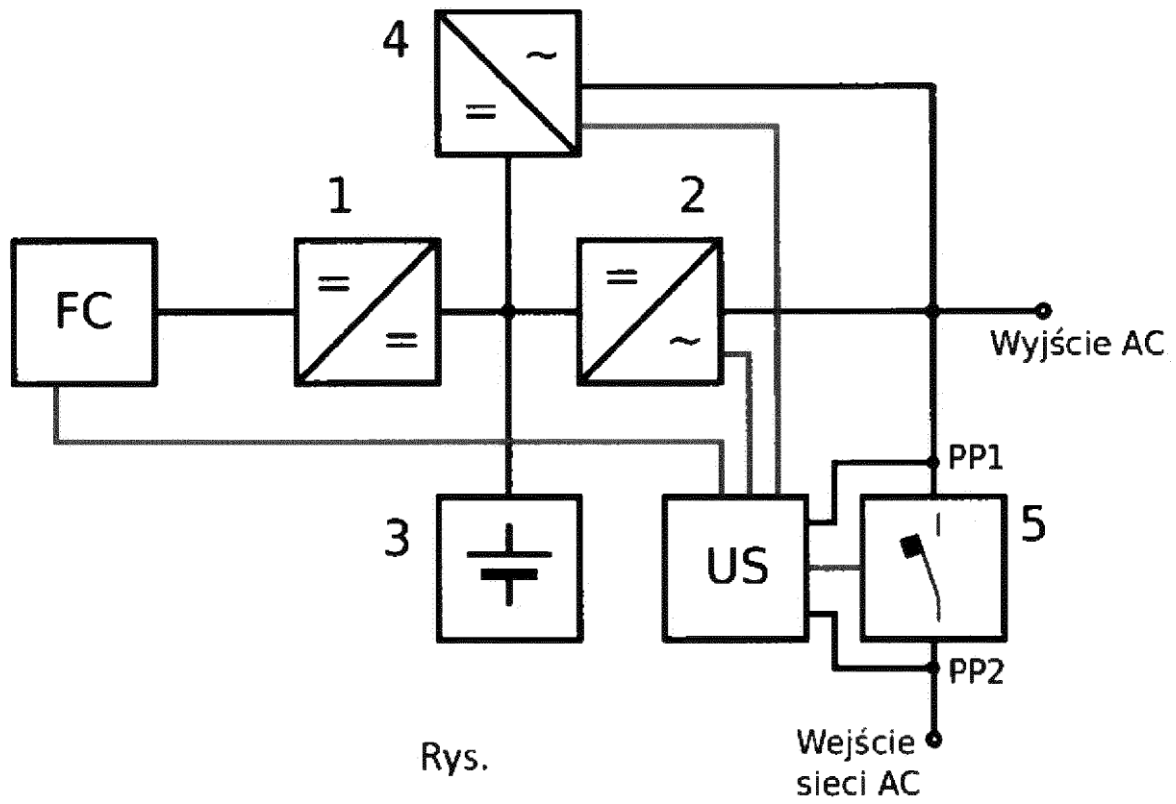 4
~
=
1
2
FC
=
=
=
~
Wyjście AC
PP1
3
US
5
PP2
Rys.
Wejście
sieci AC